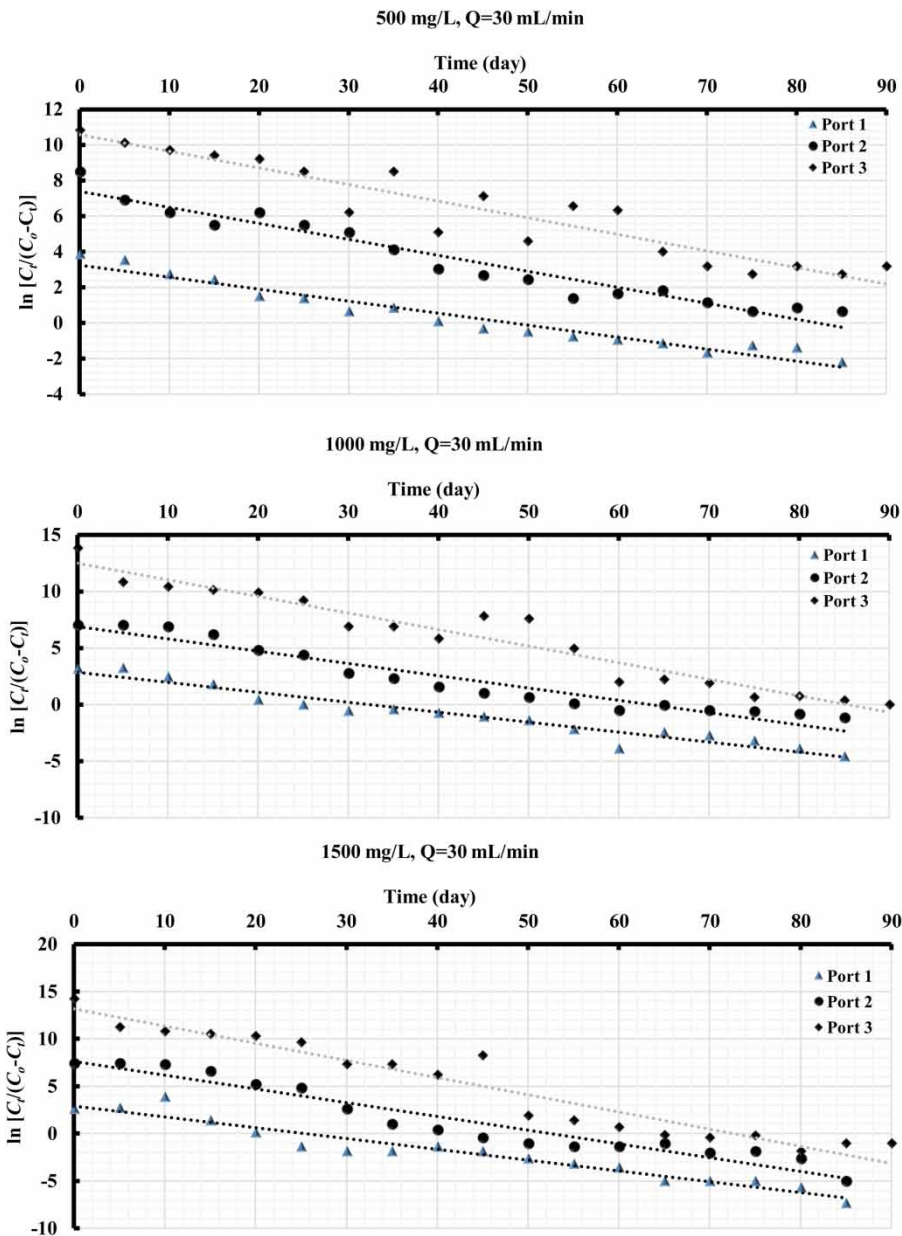 500 mg/L, Q=30 mL/min
Time (day)
0 10 20 30 40 50 60 70 80 90
12
10
8
6
4
2
0
-2
-4
ln [Ct/(Co-Ct)]
Port 1
Port 2
Port 3
1000 mg/L, Q=30 mL/min
Time (day)
0 10 20 30 40 50 60 70 80 90
15
10
5
0
-5
-10
ln [Ct/(Co-Ct)]
Port 1
Port 2
Port 3
1500 mg/L, Q=30 mL/min
Time (day)
0 10 20 30 40 50 60 70 80 90
20
15
10
5
0
-5
-10
ln [Ct/(Co-Ct)]
Port 1
Port 2
Port 3